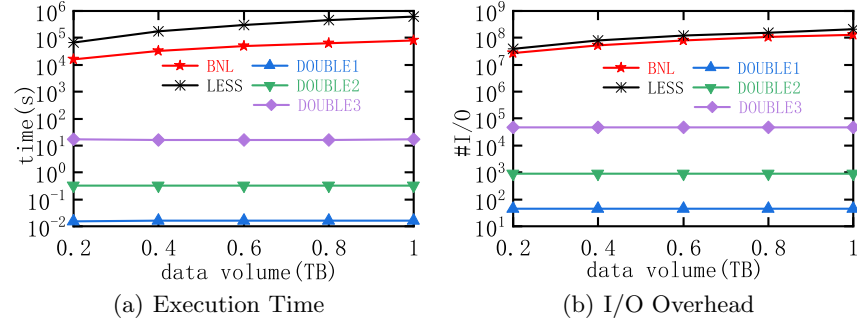 10^6
10^5
10^4
10^3
10^2
10^1
10^0
10^-1
10^-2
time(s)
BNL
LESS
DOUBLE1
DOUBLE2
DOUBLE3
0.2 0.4 0.6 0.8 1
data volume(TB)
(a) Execution Time
10^9
10^8
10^7
10^6
10^5
10^4
10^3
10^2
10^1
#I/O
BNL
LESS
DOUBLE1
DOUBLE2
DOUBLE3
0.2 0.4 0.6 0.8 1
data volume(TB)
(b) I/O Overhead